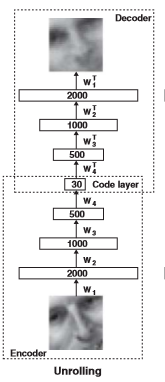 Decoder
W₁ᵀ
2000
W₂ᵀ
1000
W₃ᵀ
500
W₄ᵀ
30 Code layer
W₄
500
W₃
1000
W₂
2000
W₁
Encoder
Unrolling